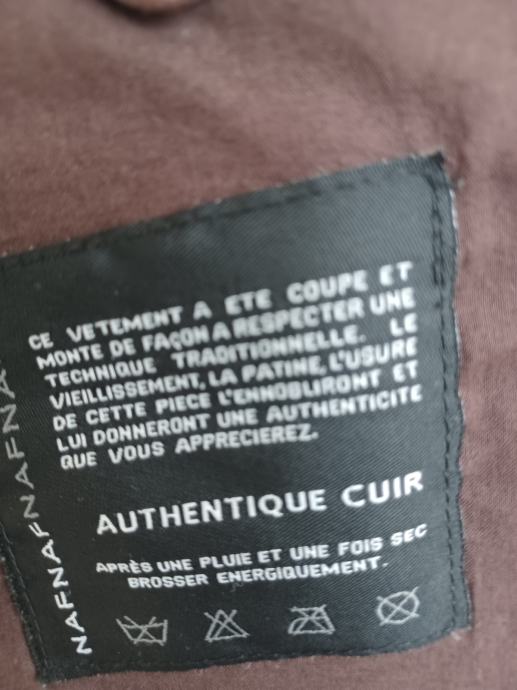 CE VETEMENT A ETE COUPE ET
MONTE DE FAÇON A RESPECTER UNE
TECHNIQUE TRADITIONNELLE. LE
VIEILLISSEMENT, LA PATINE, L'USURE
DE CETTE PIECE L'ENNOBLIRONT ET
LUI DONNERONT UNE AUTHENTICITE
QUE VOUS APPRECIEREZ.
AUTHENTIQUE CUIR
APRÈS UNE PLUIE ET UNE FOIS SEC
BROSSER ENERGIQUEMENT.
NAFNAFNAFNAFNA